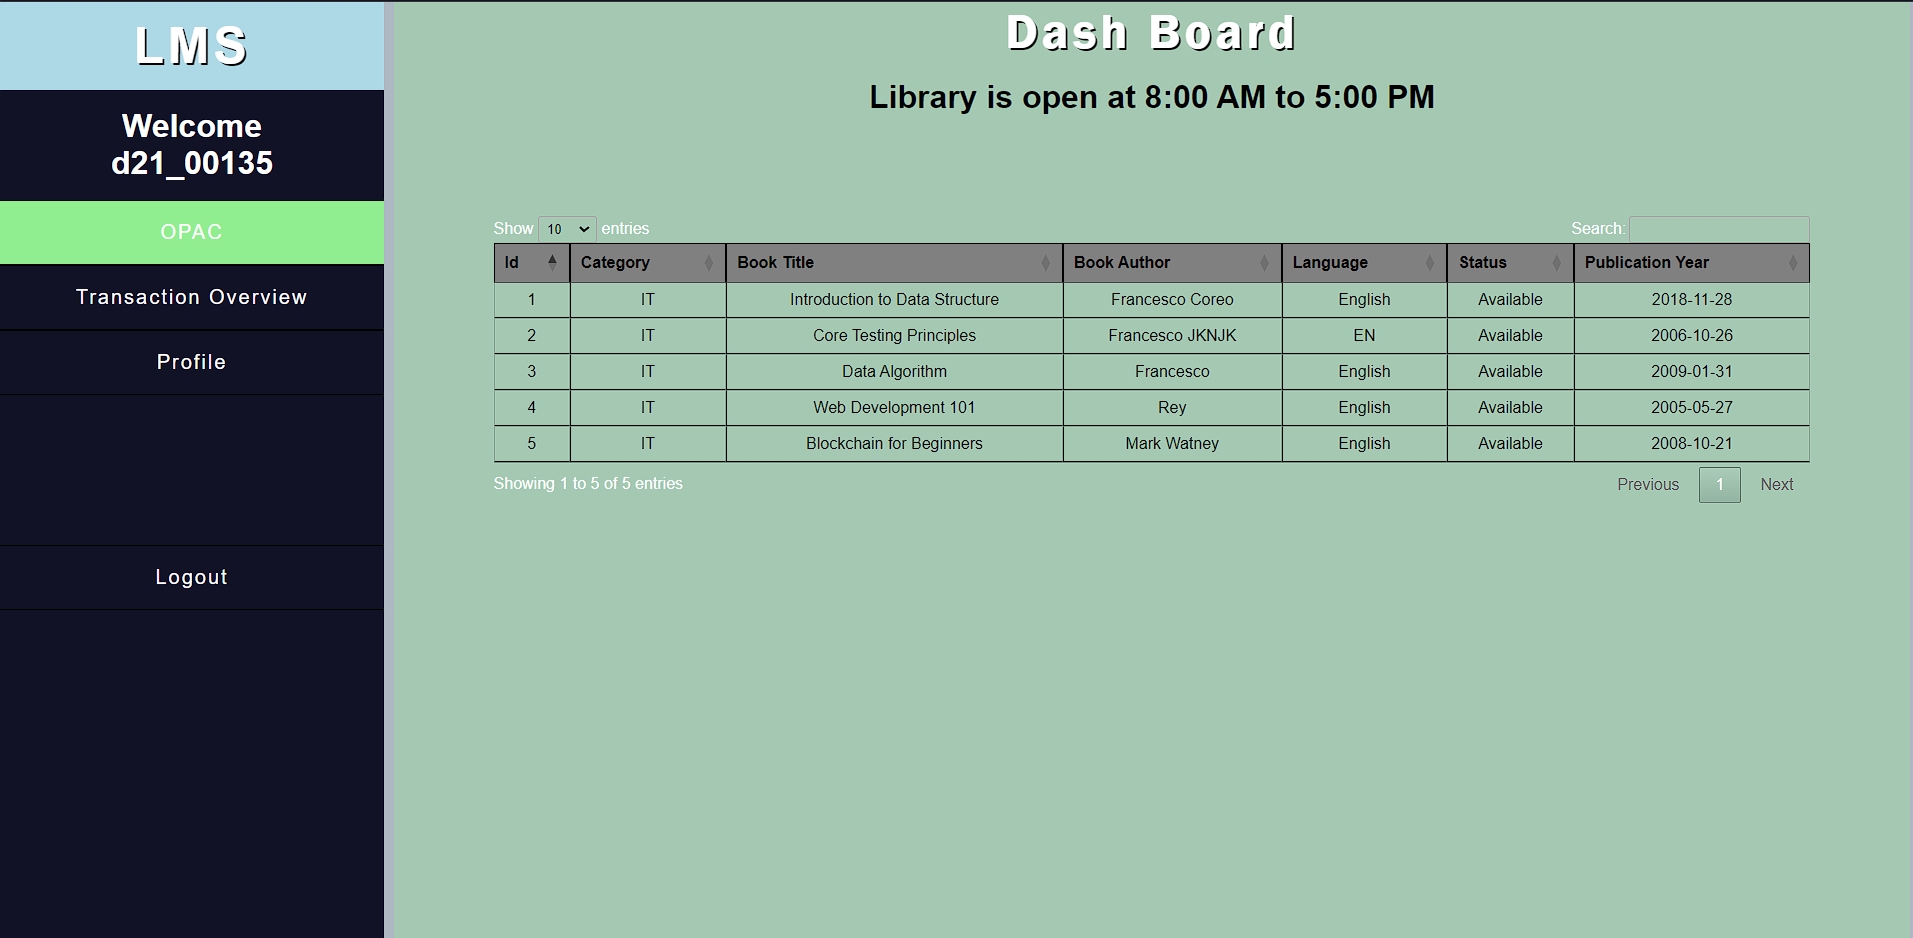 LMS
Welcome
d21_00135
OPAC
Transaction Overview
Profile
Logout
Dash Board
Library is open at 8:00 AM to 5:00 PM
Show 10 entries Search:
Id Category Book Title Book Author Language Status Publication Year
1 IT Introduction to Data Structure Francesco Coreo English Available 2018-11-28
2 IT Core Testing Principles Francesco JKNJK EN Available 2006-10-26
3 IT Data Algorithm Francesco English Available 2009-01-31
4 IT Web Development 101 Rey English Available 2005-05-27
5 IT Blockchain for Beginners Mark Watney English Available 2008-10-21
Showing 1 to 5 of 5 entries Previous 1 Next